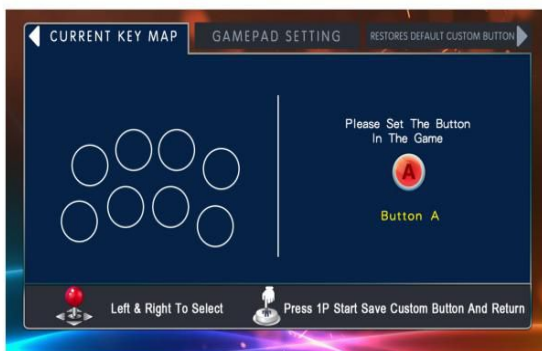 CURRENT KEY MAP
GAMEPAD SETTING
RESTORES DEFAULT CUSTOM BUTTON
Please Set The Button
In The Game
A
Button A
Left & Right To Select
Press 1P Start Save Custom Button And Return